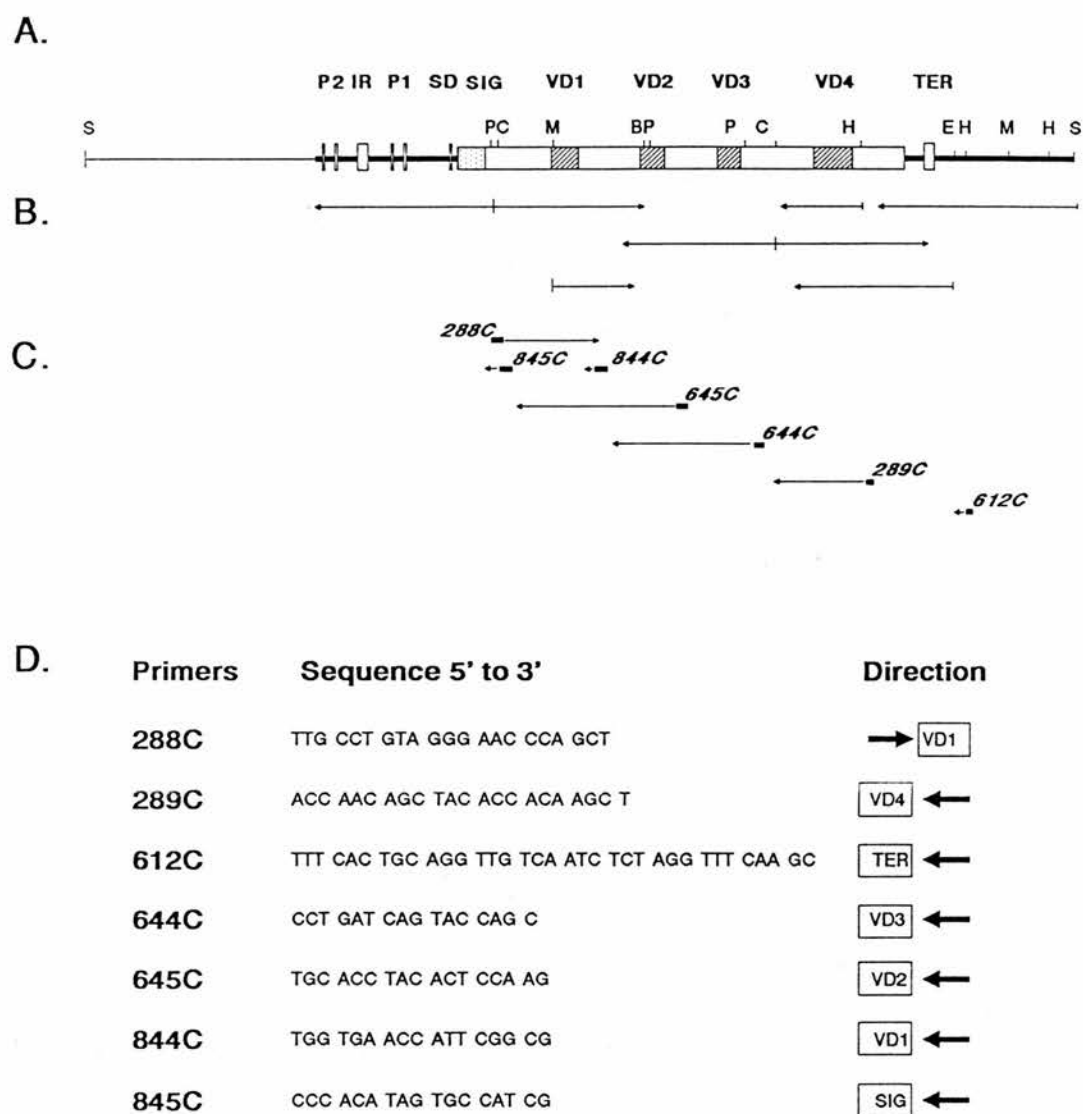 A.
P2 IR P1 SD SIG VD1 VD2 VD3 VD4 TER
S PC M BP P C H E H M H S
B.
C.
288C
845C 844C
645C
644C
289C
612C
D.
Primers Sequence 5' to 3' Direction
288C TTG CCT GTA GGG AAC CCA GCT VD1
289C ACC AAC AGC TAC ACC ACA AGC T VD4
612C TTT CAC TGC AGG TTG TCA ATC TCT AGG TTT CAA GC TER
644C CCT GAT CAG TAC CAG C VD3
645C TGC ACC TAC ACT CCA AG VD2
844C TGG TGA ACC ATT CGG CG VD1
845C CCC ACA TAG TGC CAT CG SIG